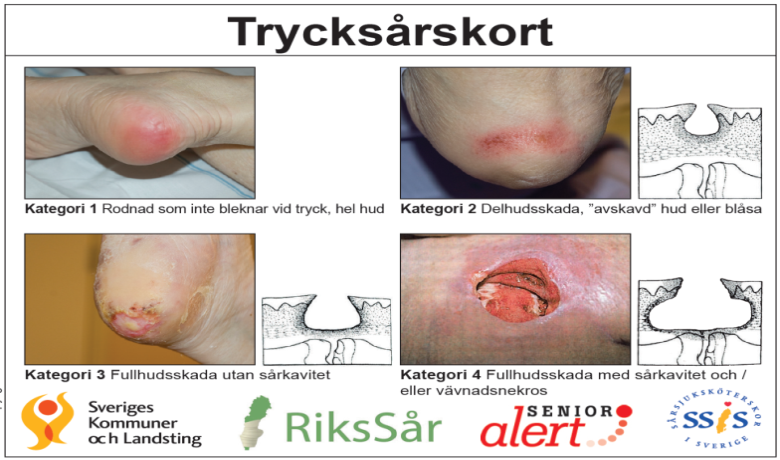 Trycksårskort
Kategori 1 Rodnad som inte bleknar vid tryck, hel hud
Kategori 2 Delhudsskada, "avskavd" hud eller blåsa
Kategori 3 Fullhudsskada utan sårkavitet
Kategori 4 Fullhudsskada med sårkavitet och /
eller vävnadsnekros
Sveriges
Kommuner
och Landsting
RiksSår
SENIOR
alert
SÅRSJUKSKÖTERSKOR
SSiS
I SVERIGE